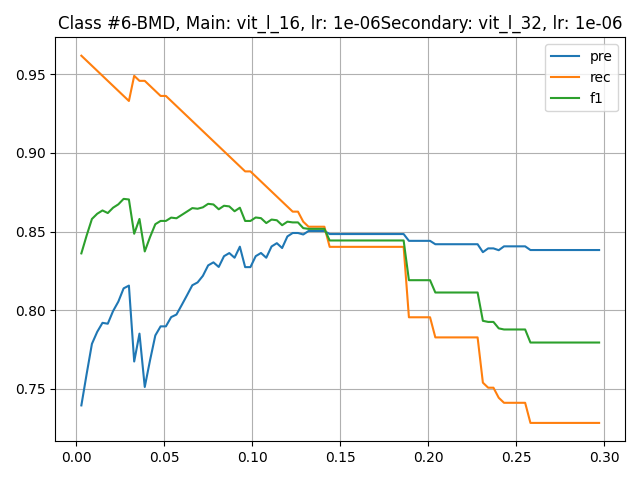 Class #6-BMD, Main: vit_l_16, lr: 1e-06Secondary: vit_l_32, lr: 1e-06
pre
rec
f1
0.95
0.90
0.85
0.80
0.75
0.00 0.05 0.10 0.15 0.20 0.25 0.30